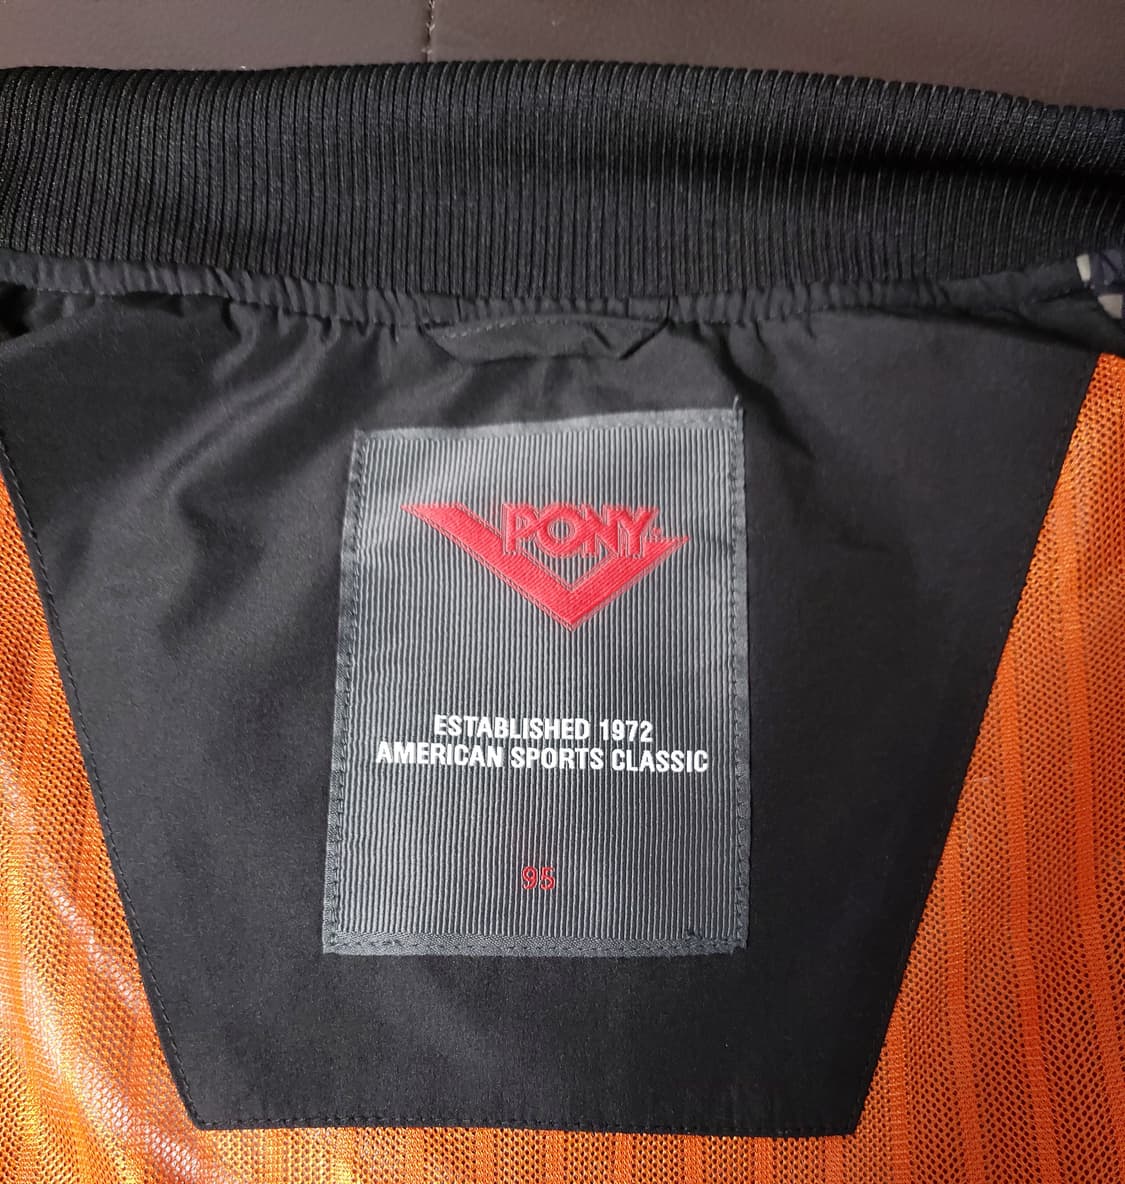 PONY
ESTABLISHED 1972
AMERICAN SPORTS CLASSIC
95